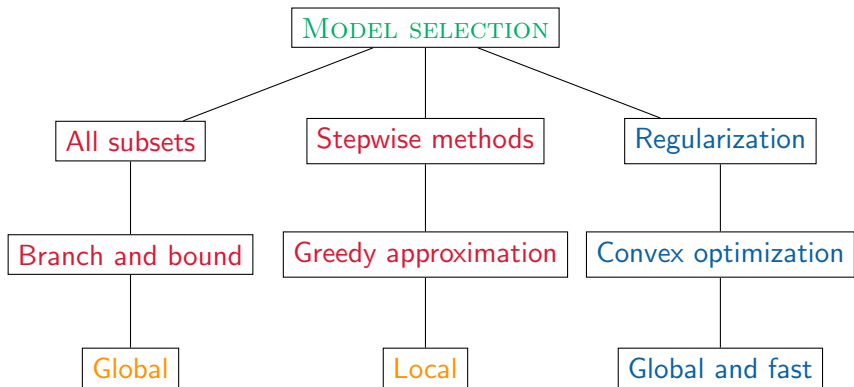 MODEL SELECTION
All subsets
Stepwise methods
Regularization
Branch and bound
Greedy approximation
Convex optimization
Global
Local
Global and fast